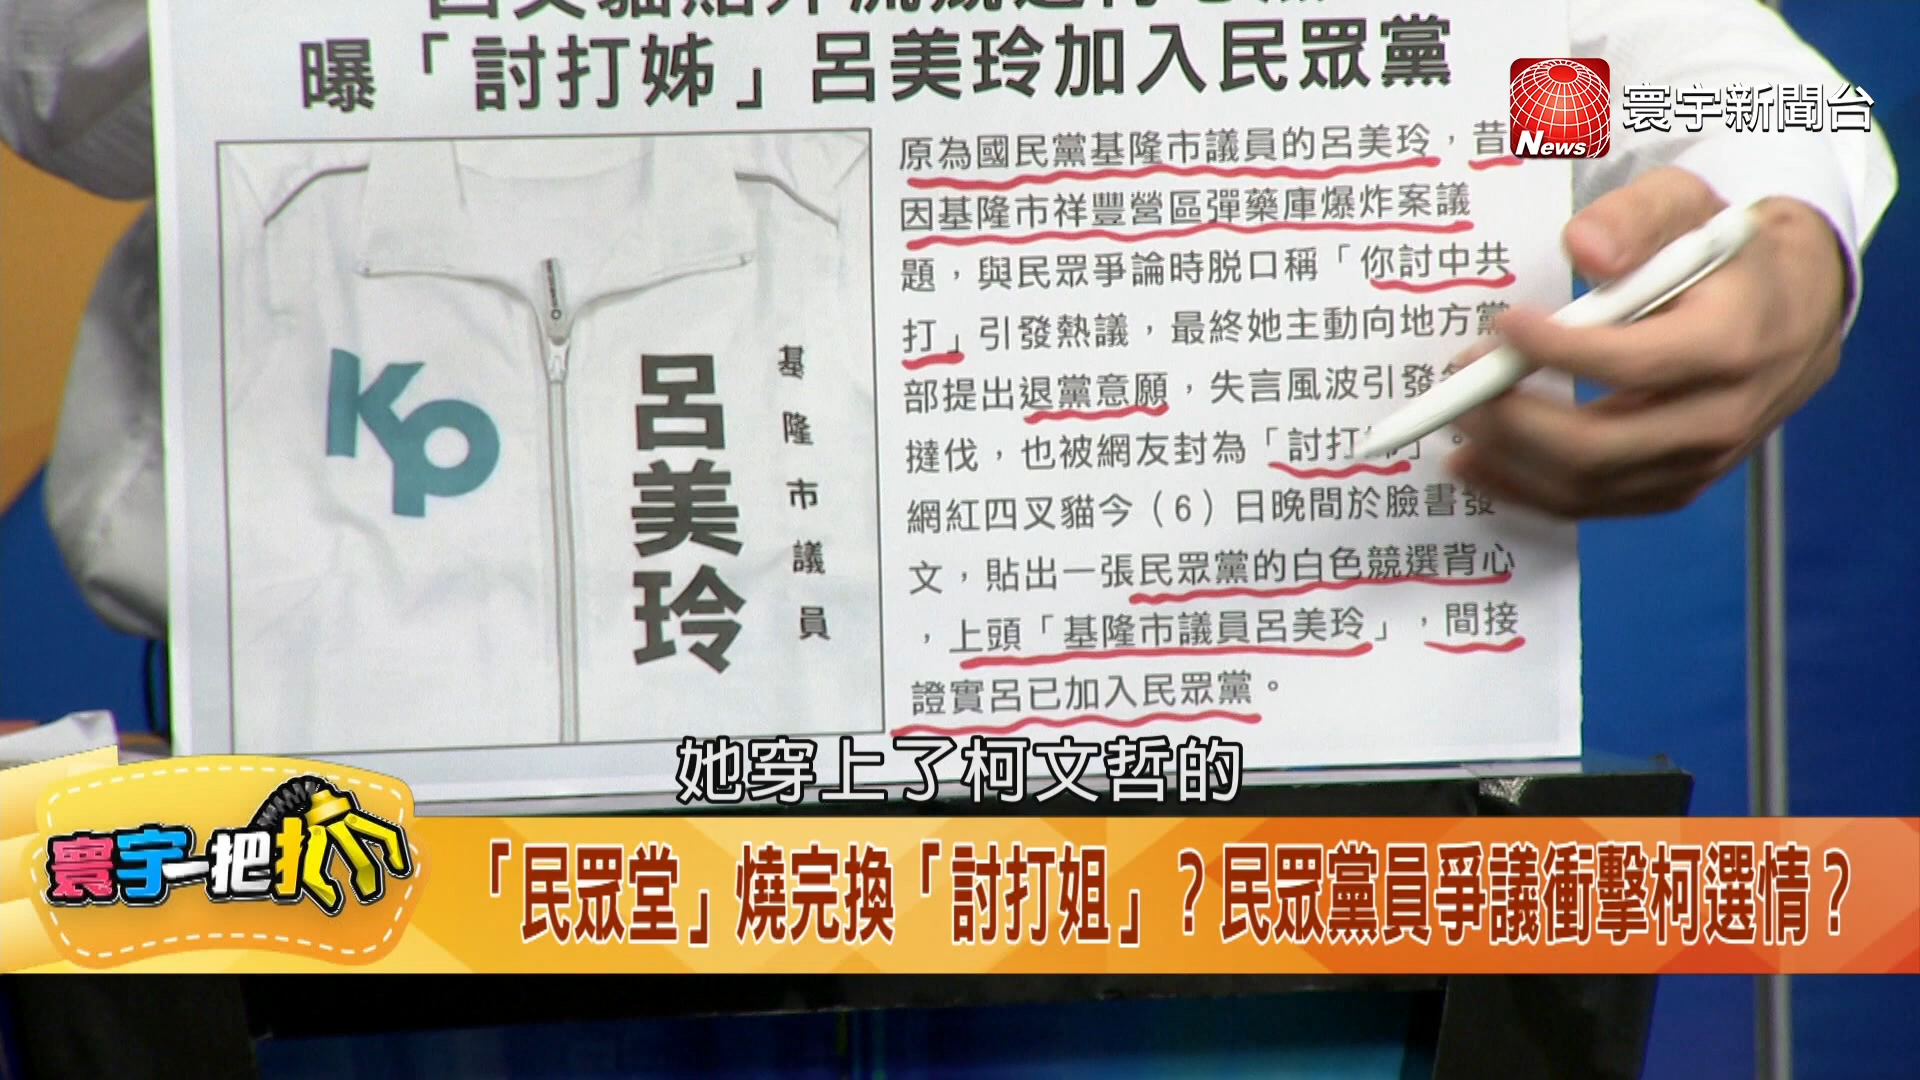 曝「討打姊」呂美玲加入民眾黨
寰宇新聞台
News
原為國民黨基隆市議員的呂美玲，昔
因基隆市祥豐營區彈藥庫爆炸案議
題，與民眾爭論時脱口稱「你討中共
打」引發熱議，最終她主動向地方黨
部提出退黨意願，失言風波引發
撻伐，也被網友封為「討打 」。
網紅四叉貓今（6）日晚間於臉書發
文，貼出一張民眾黨的白色競選背心
，上頭「基隆市議員呂美玲」，間接
證實呂已加入民眾黨。
KP
呂美玲
基隆市議員
她穿上了柯文哲的
寰宇一把抓
「民眾堂」燒完換「討打姐」？民眾黨員爭議衝擊柯選情？